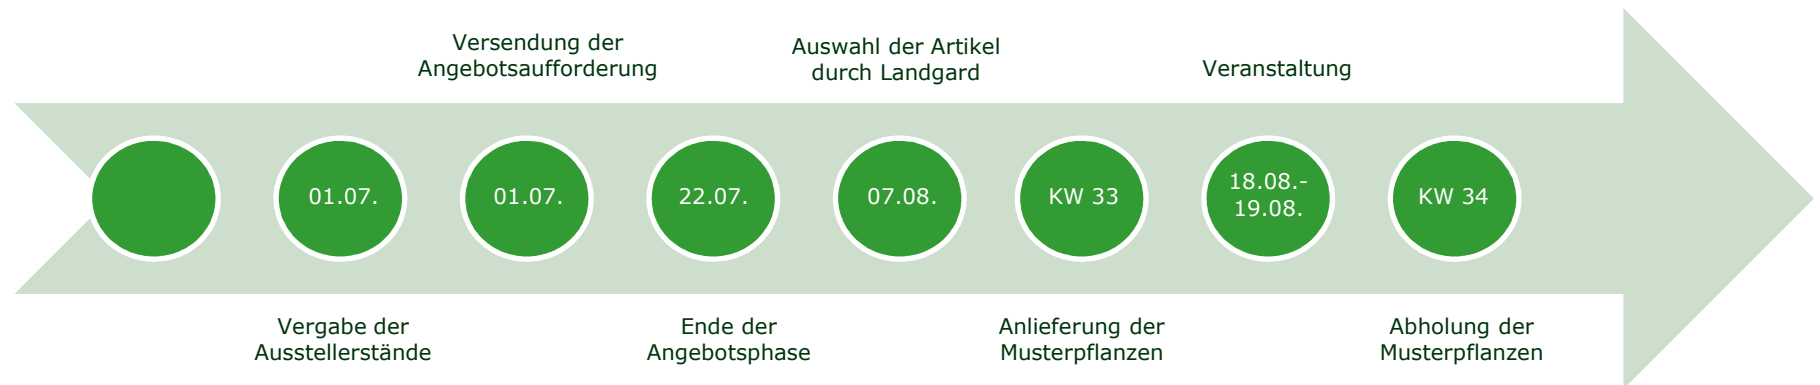 Versendung der
Angebotsaufforderung
Auswahl der Artikel
durch Landgard
Veranstaltung
01.07.
01.07.
22.07.
07.08.
KW 33
18.08.-
19.08.
KW 34
Vergabe der
Ausstellerstände
Ende der
Angebotsphase
Anlieferung der
Musterpflanzen
Abholung der
Musterpflanzen